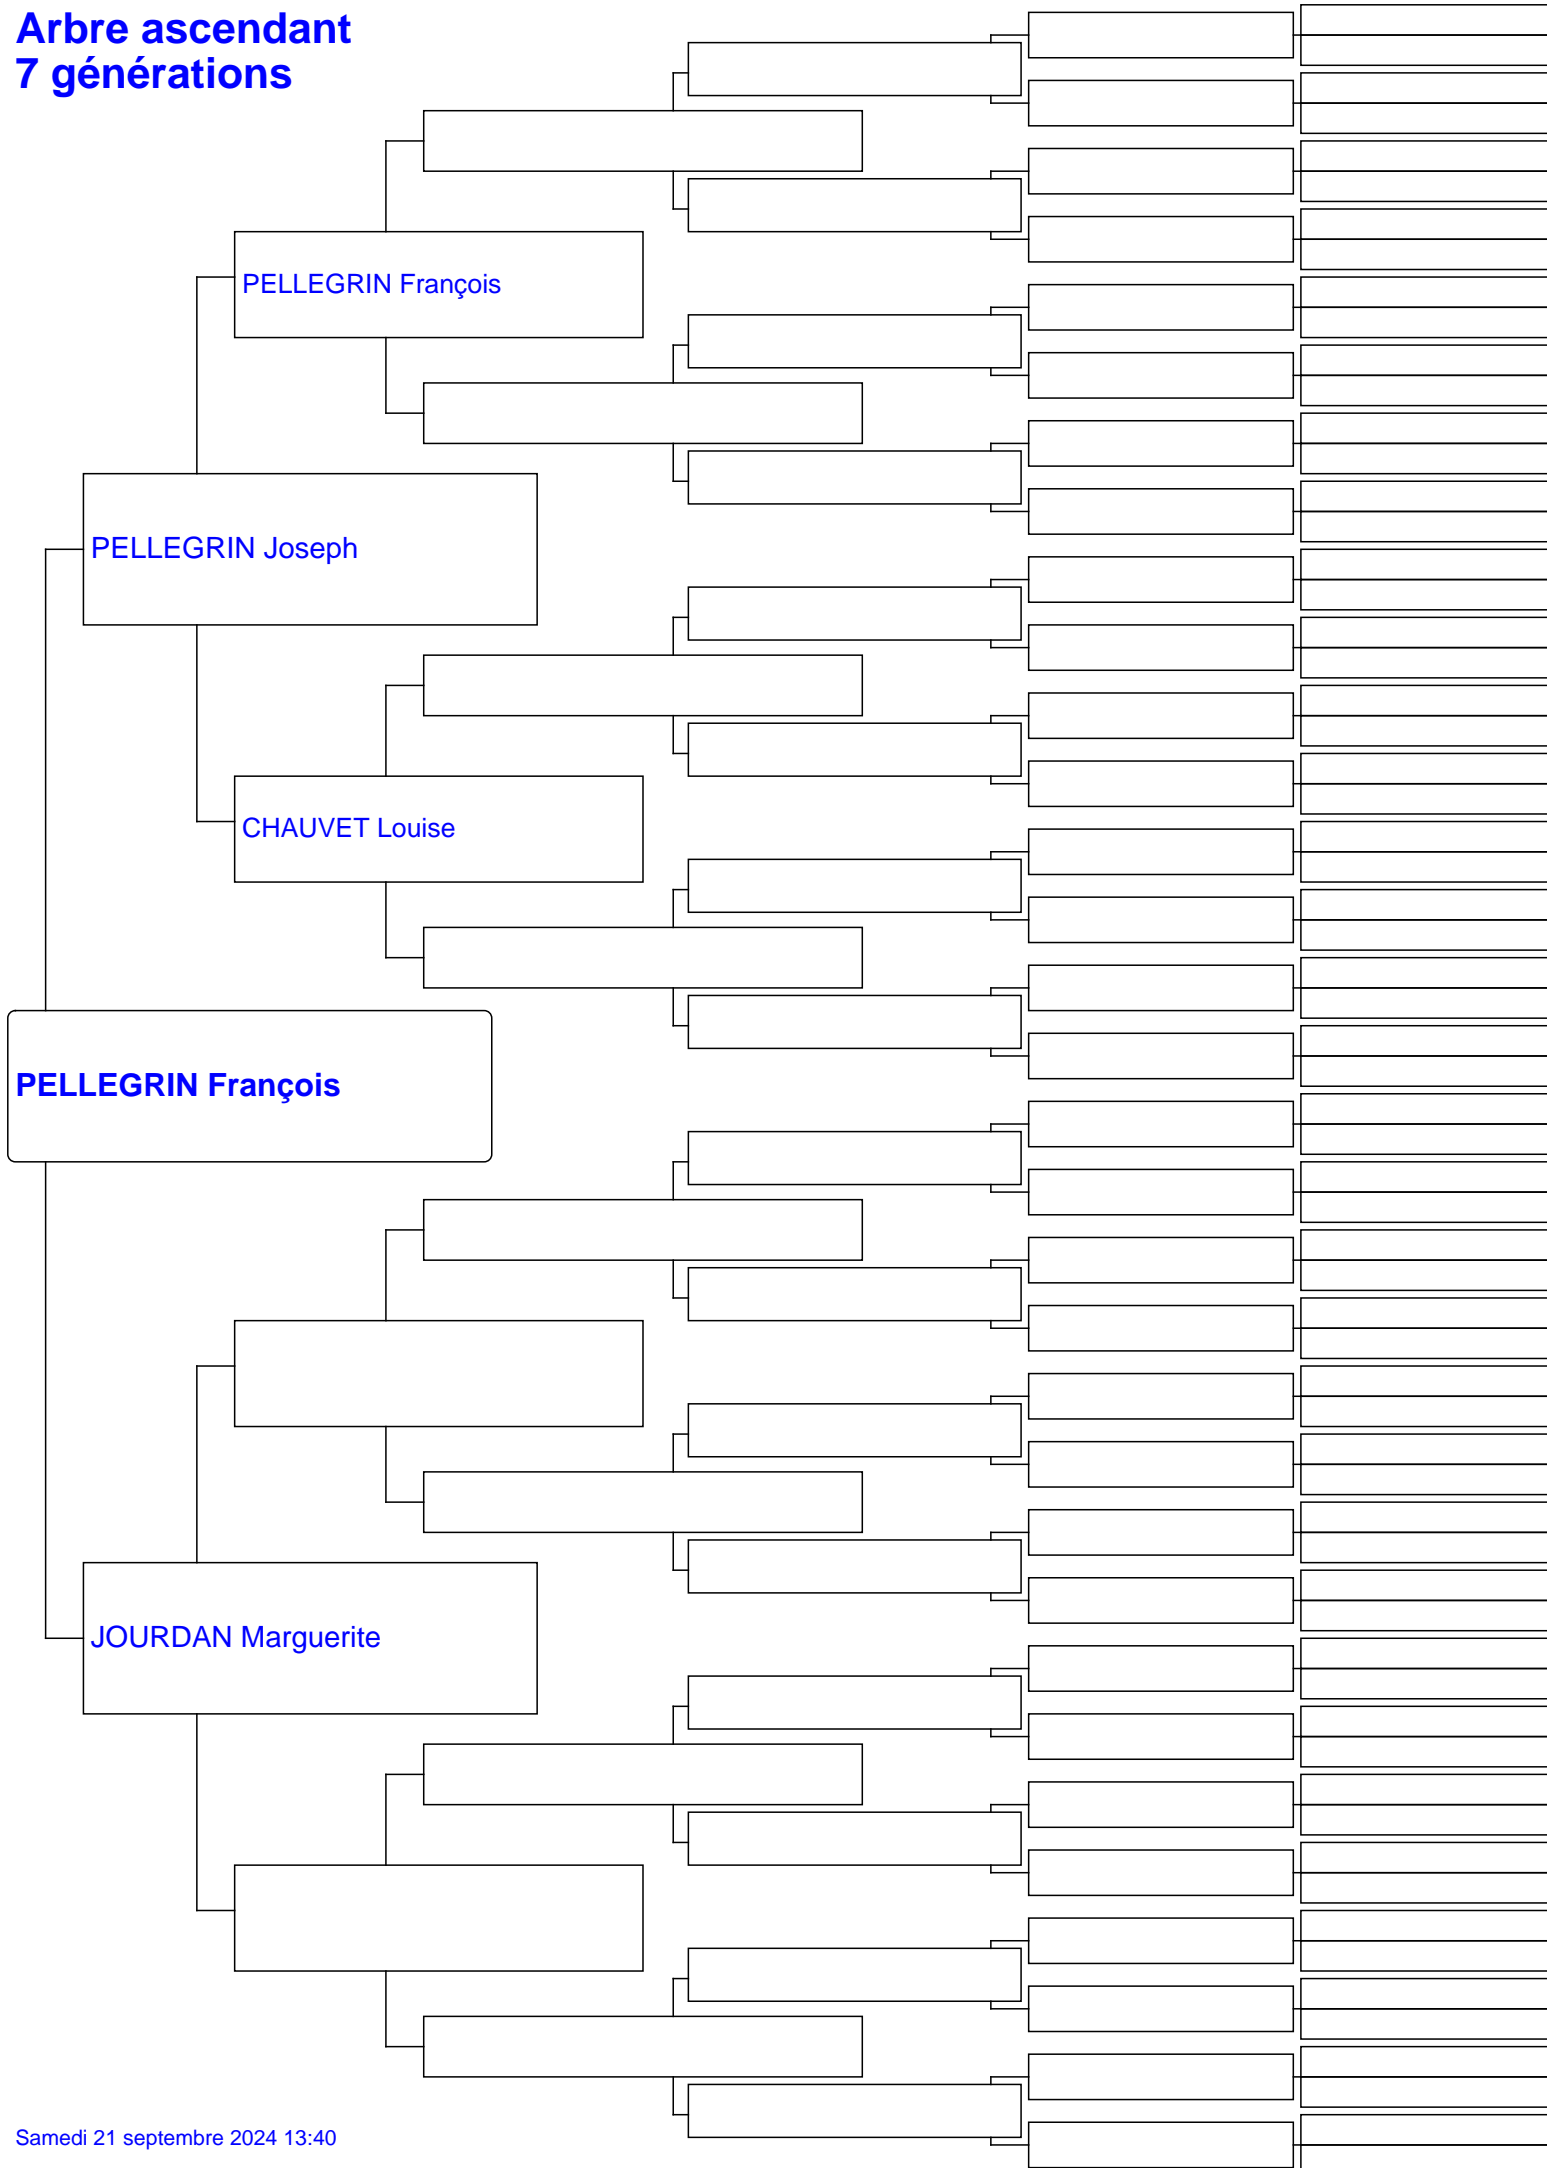 Arbre ascendant
7 générations
PELLEGRIN François
PELLEGRIN Joseph
CHAUVET Louise
PELLEGRIN François
JOURDAN Marguerite
Samedi 21 septembre 2024 13:40